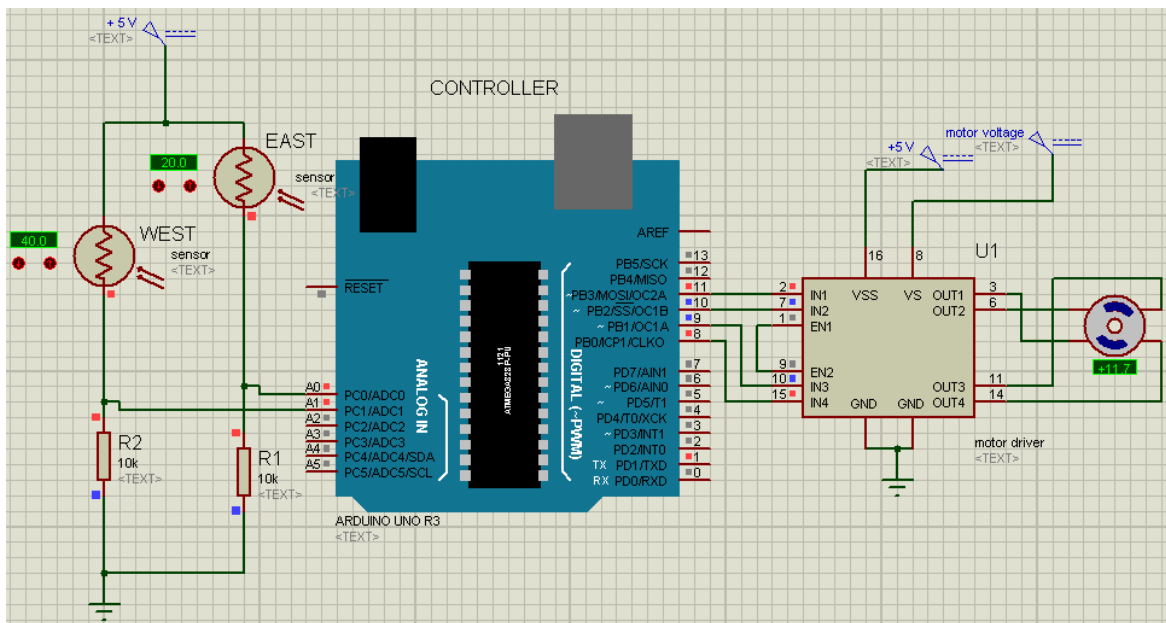 +5V
<TEXT>
CONTROLLER
EAST
20.0
sensor
<TEXT>
WEST
40.0
sensor
<TEXT>
R2
10k
<TEXT>
R1
10k
<TEXT>
RESET
A0
A1
A2
A3
A4
A5
PC0/ADC0
PC1/ADC1
PC2/ADC2
PC3/ADC3
PC4/ADC4/SDA
PC5/ADC5/SCL
ANALOG IN
1121
ATMEGA328P-PU
DIGITAL (~PWM)
AREF
PB5/SCK 13
PB4/MISO 12
~PB3/MOSI/OC2A 11
~ PB2/SS/OC1B 10
~ PB1/OC1A 9
PB0/ICP1/CLKO 8
PD7/AIN1 7
~ PD6/AIN0 6
~ PD5/T1 5
PD4/T0/XCK 4
~ PD3/INT1 3
PD2/INT0 2
TX PD1/TXD 1
RX PD0/RXD 0
ARDUINO UNO R3
<TEXT>
+5V
<TEXT>
motor voltage
<TEXT>
U1
16
8
2 IN1
7 IN2
1 EN1
9 EN2
10 IN3
15 IN4
VSS
VS
OUT1 3
OUT2 6
OUT3 11
OUT4 14
GND
GND
motor driver
<TEXT>
+11.7